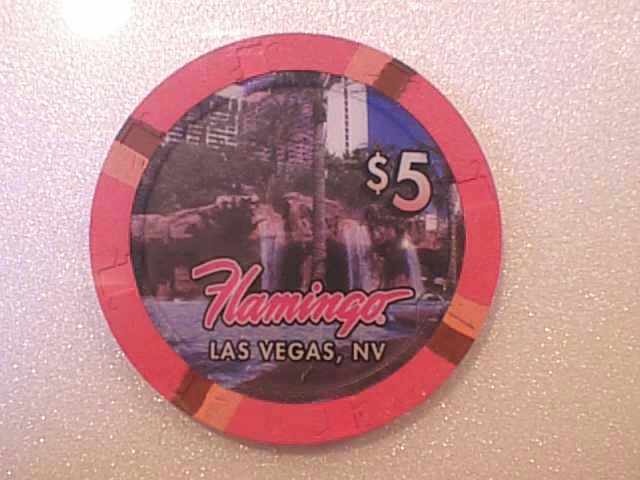 $5
Flamingo
LAS VEGAS, NV